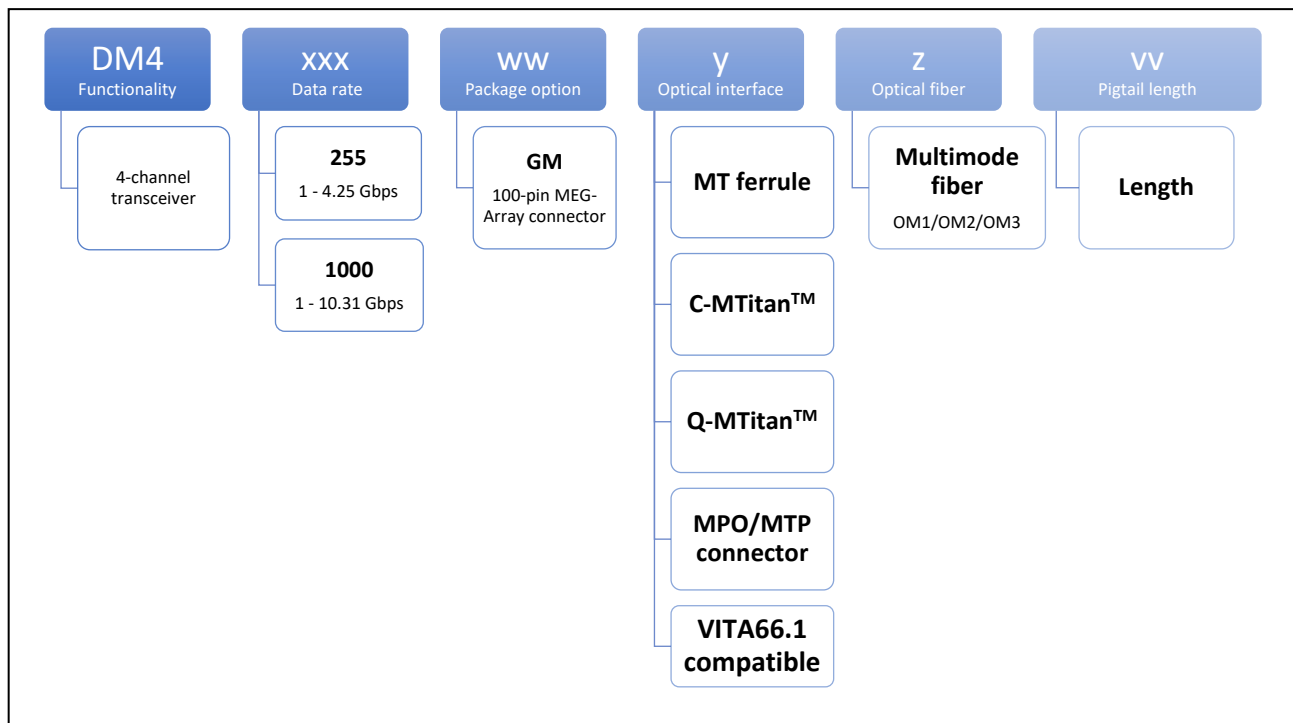 DM4
Functionality
4-channel
transceiver
xxx
Data rate
255
1 - 4.25 Gbps
1000
1 - 10.31 Gbps
ww
Package option
GM
100-pin MEG-
Array connector
y
Optical interface
MT ferrule
C-MTitan™
Q-MTitan™
MPO/MTP
connector
VITA66.1
compatible
z
Optical fiber
Multimode
fiber
OM1/OM2/OM3
vv
Pigtail length
Length